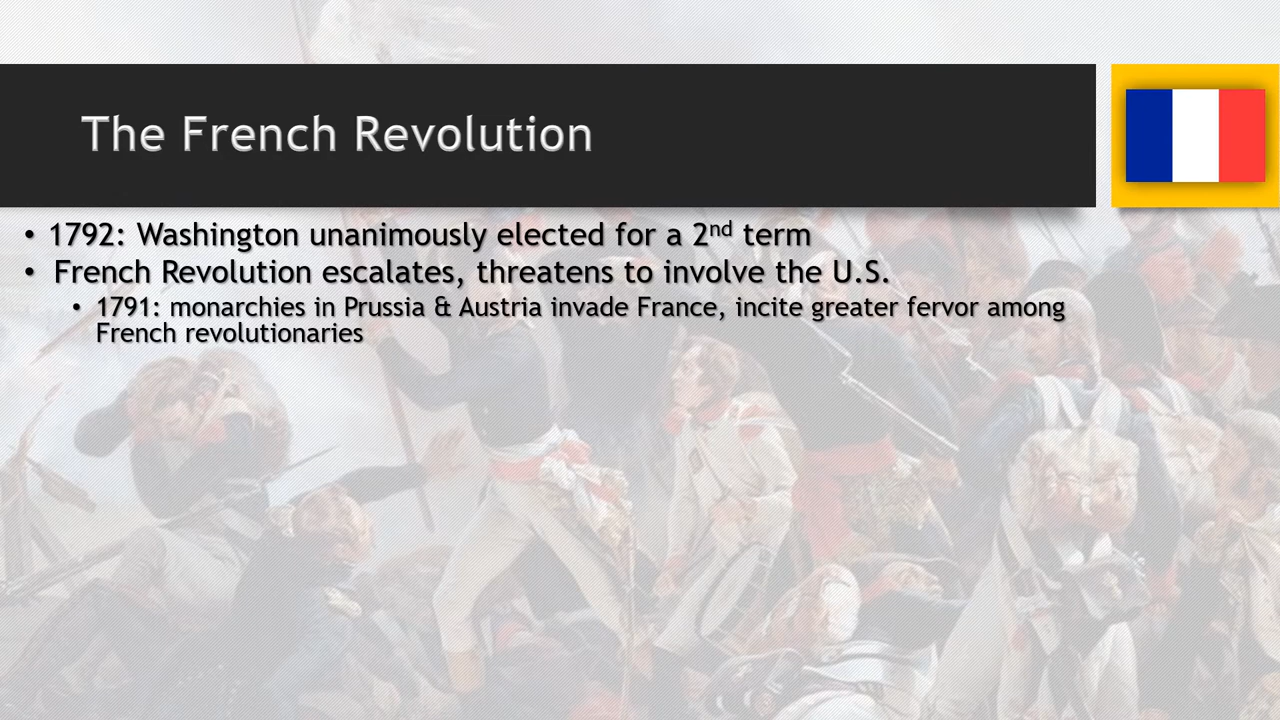 The French Revolution
• 1792: Washington unanimously elected for a 2nd term
• French Revolution escalates, threatens to involve the U.S.
• 1791: monarchies in Prussia & Austria invade France, incite greater fervor among
French revolutionaries